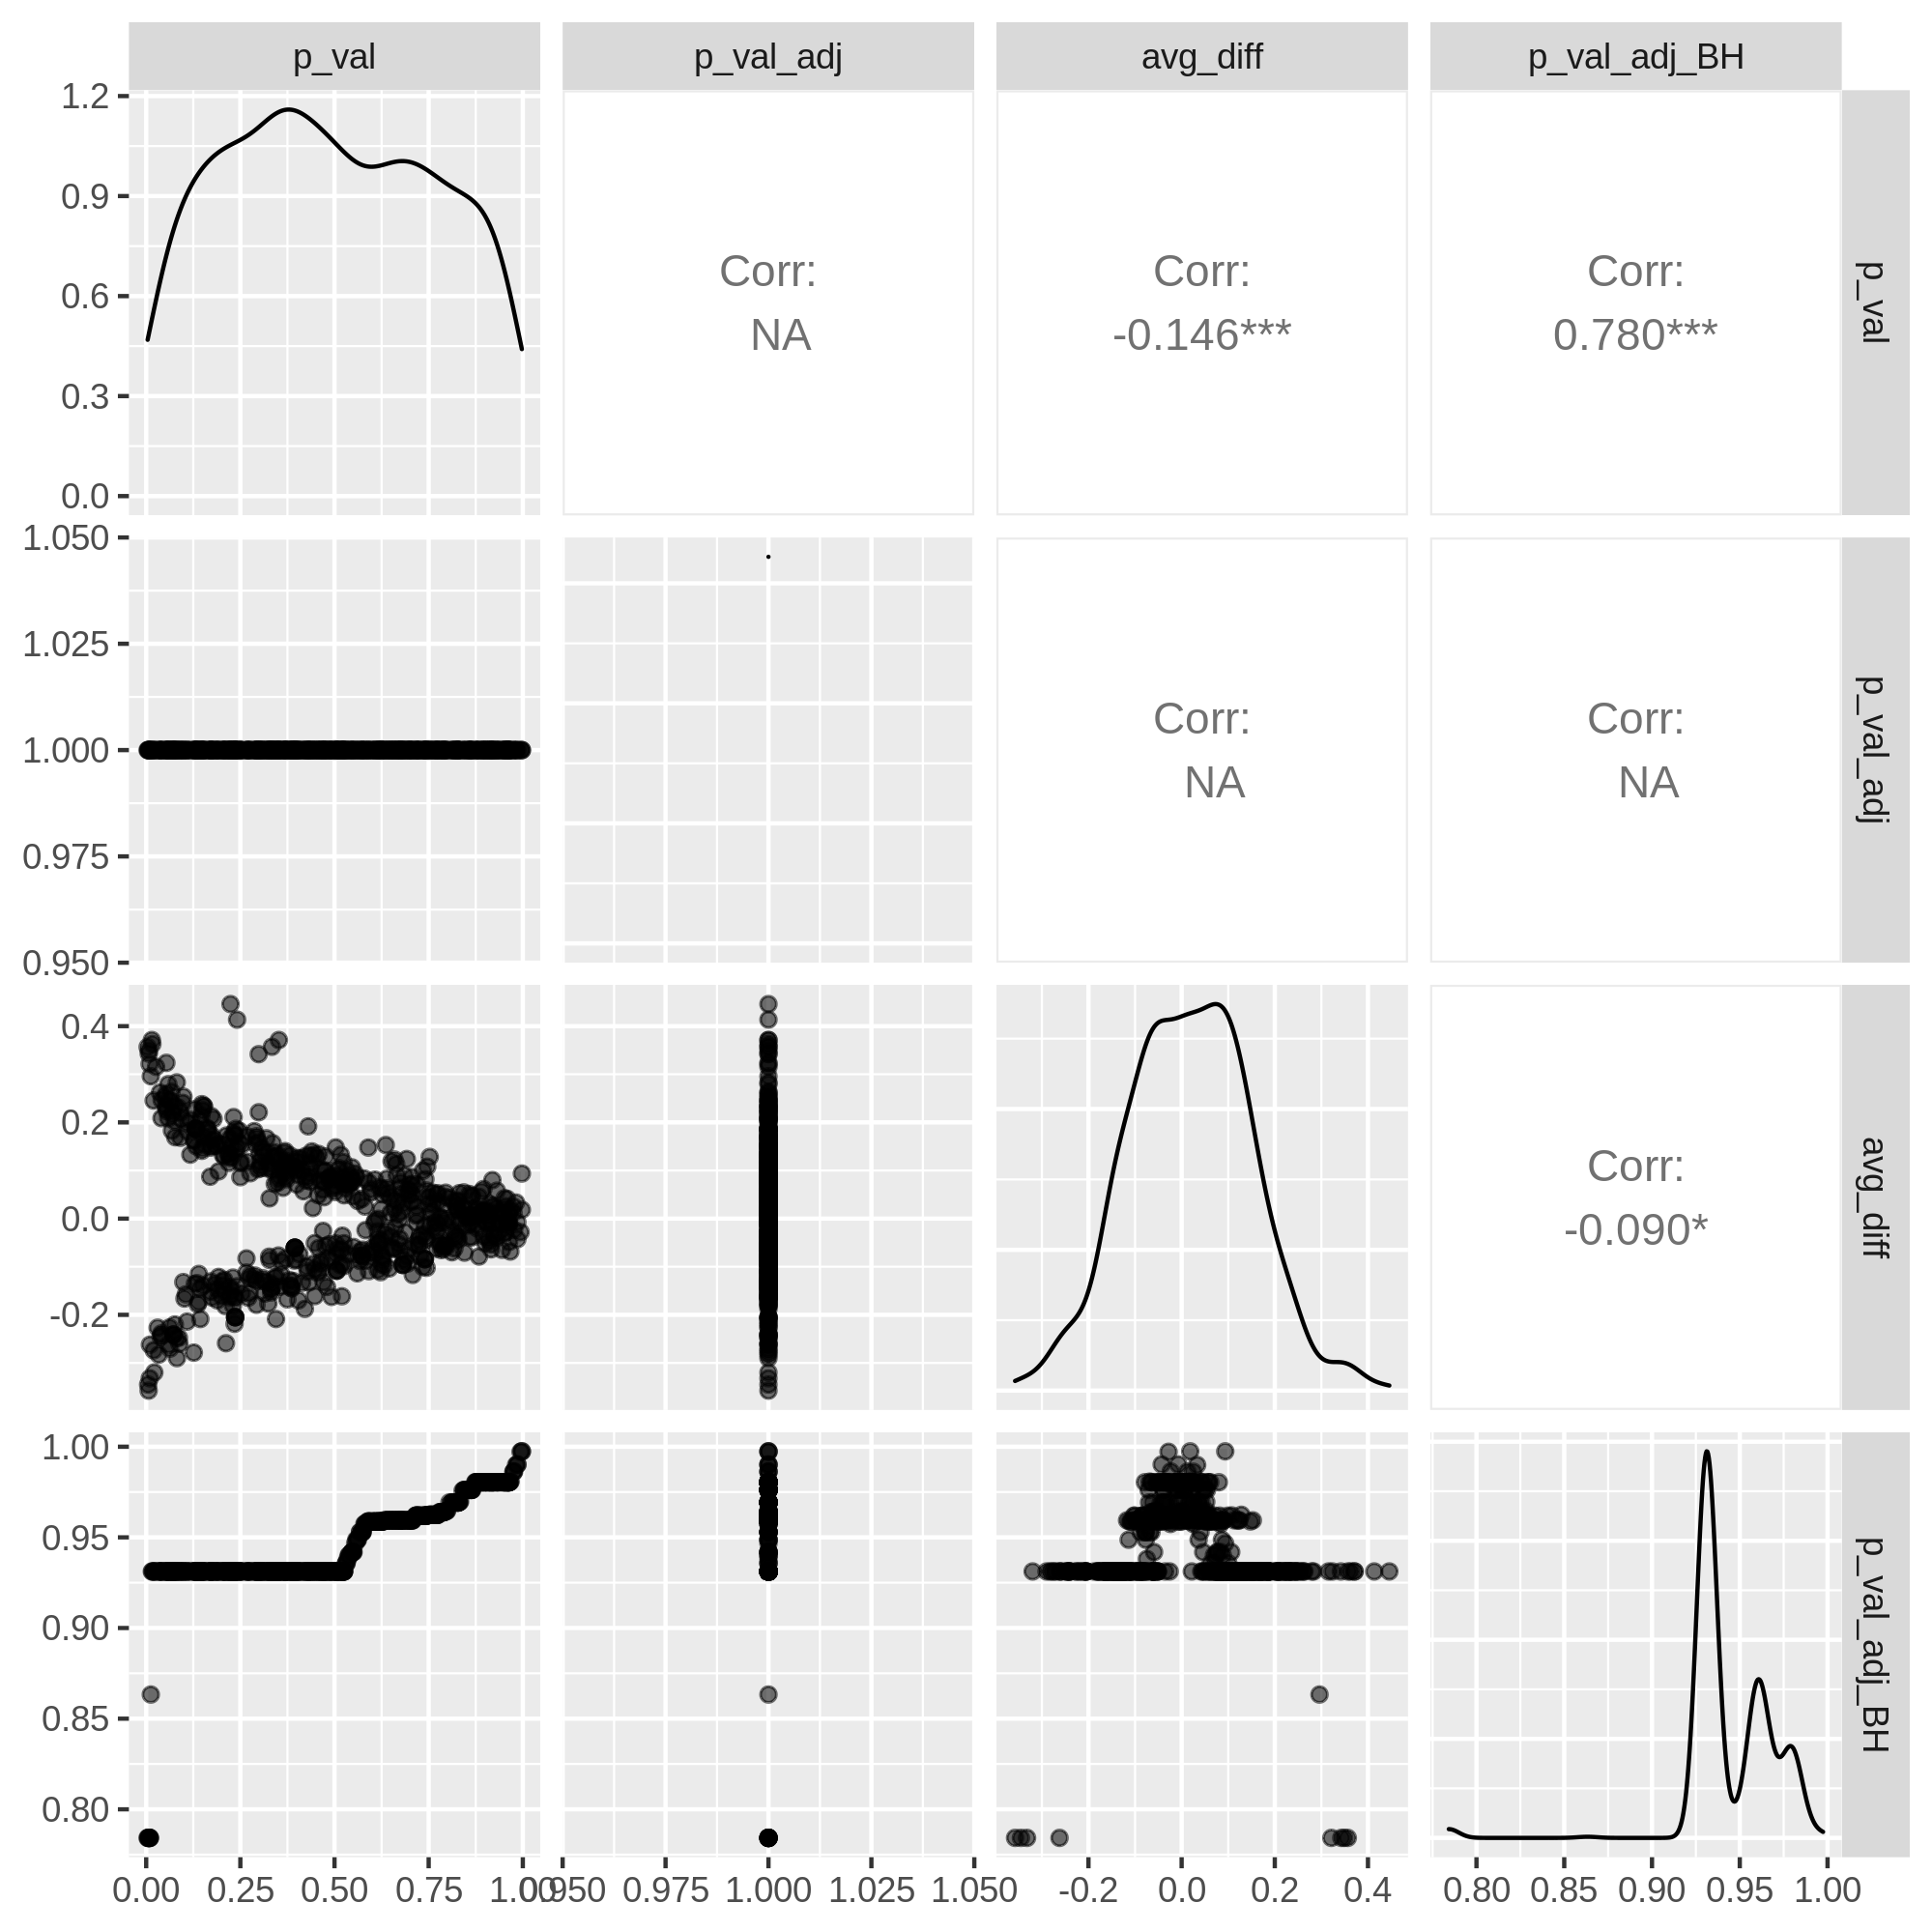 p_val
p_val_adj
avg_diff
p_val_adj_BH
1.2
0.9
0.6
0.3
0.0
Corr:
NA
Corr:
-0.146***
Corr:
0.780***
p_val
1.050
1.025
1.000
0.975
0.950
Corr:
NA
Corr:
NA
p_val_adj
0.4
0.2
0.0
-0.2
Corr:
-0.090*
avg_diff
1.00
0.95
0.90
0.85
0.80
p_val_adj_BH
0.00 0.25 0.50 0.75 1.00
0.950 0.975 1.000 1.025 1.050
-0.2 0.0 0.2 0.4
0.80 0.85 0.90 0.95 1.00